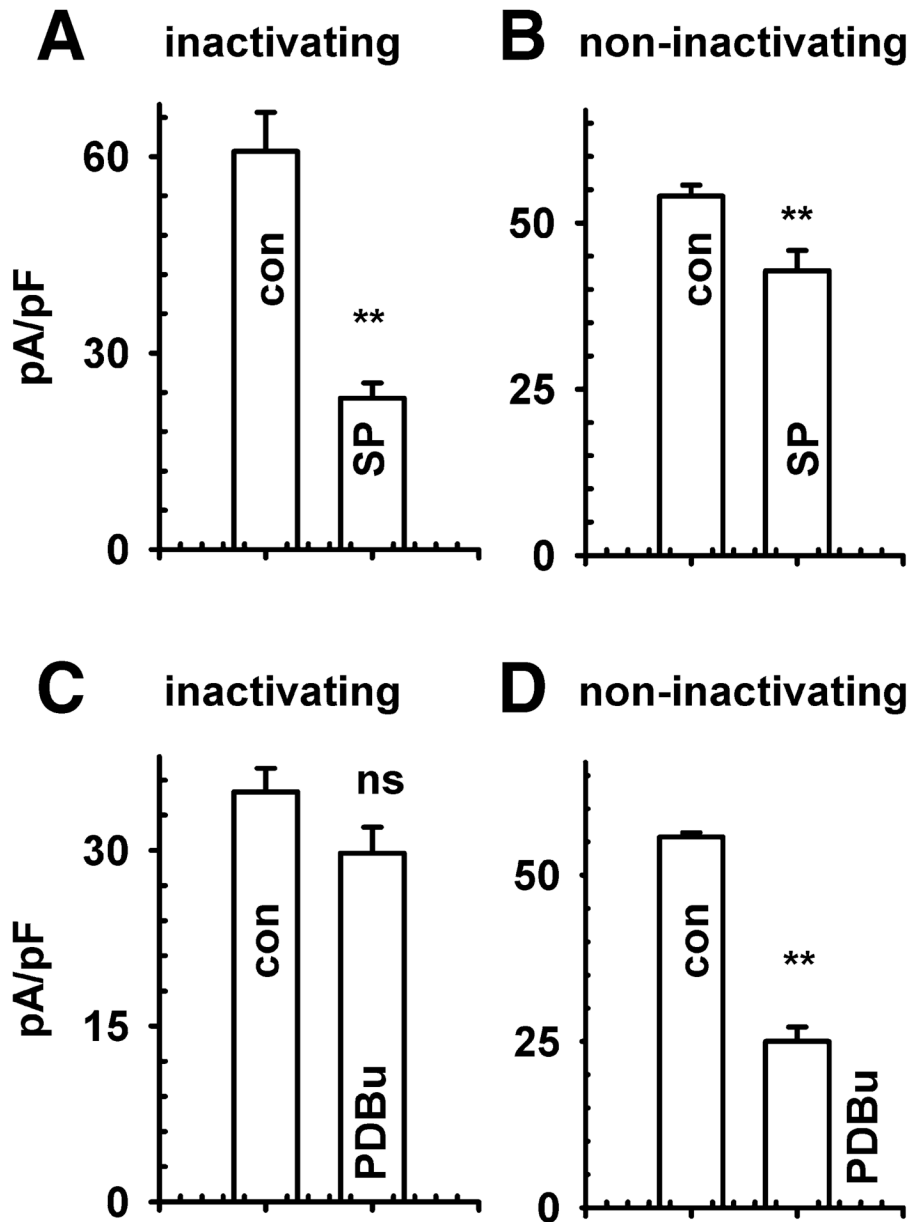 A inactivating
B non-inactivating
pA/pF
60
30
0
con
**
SP
50
25
0
con
**
SP
C inactivating
D non-inactivating
pA/pF
30
15
0
con
ns
PDBu
50
25
0
con
**
PDBu